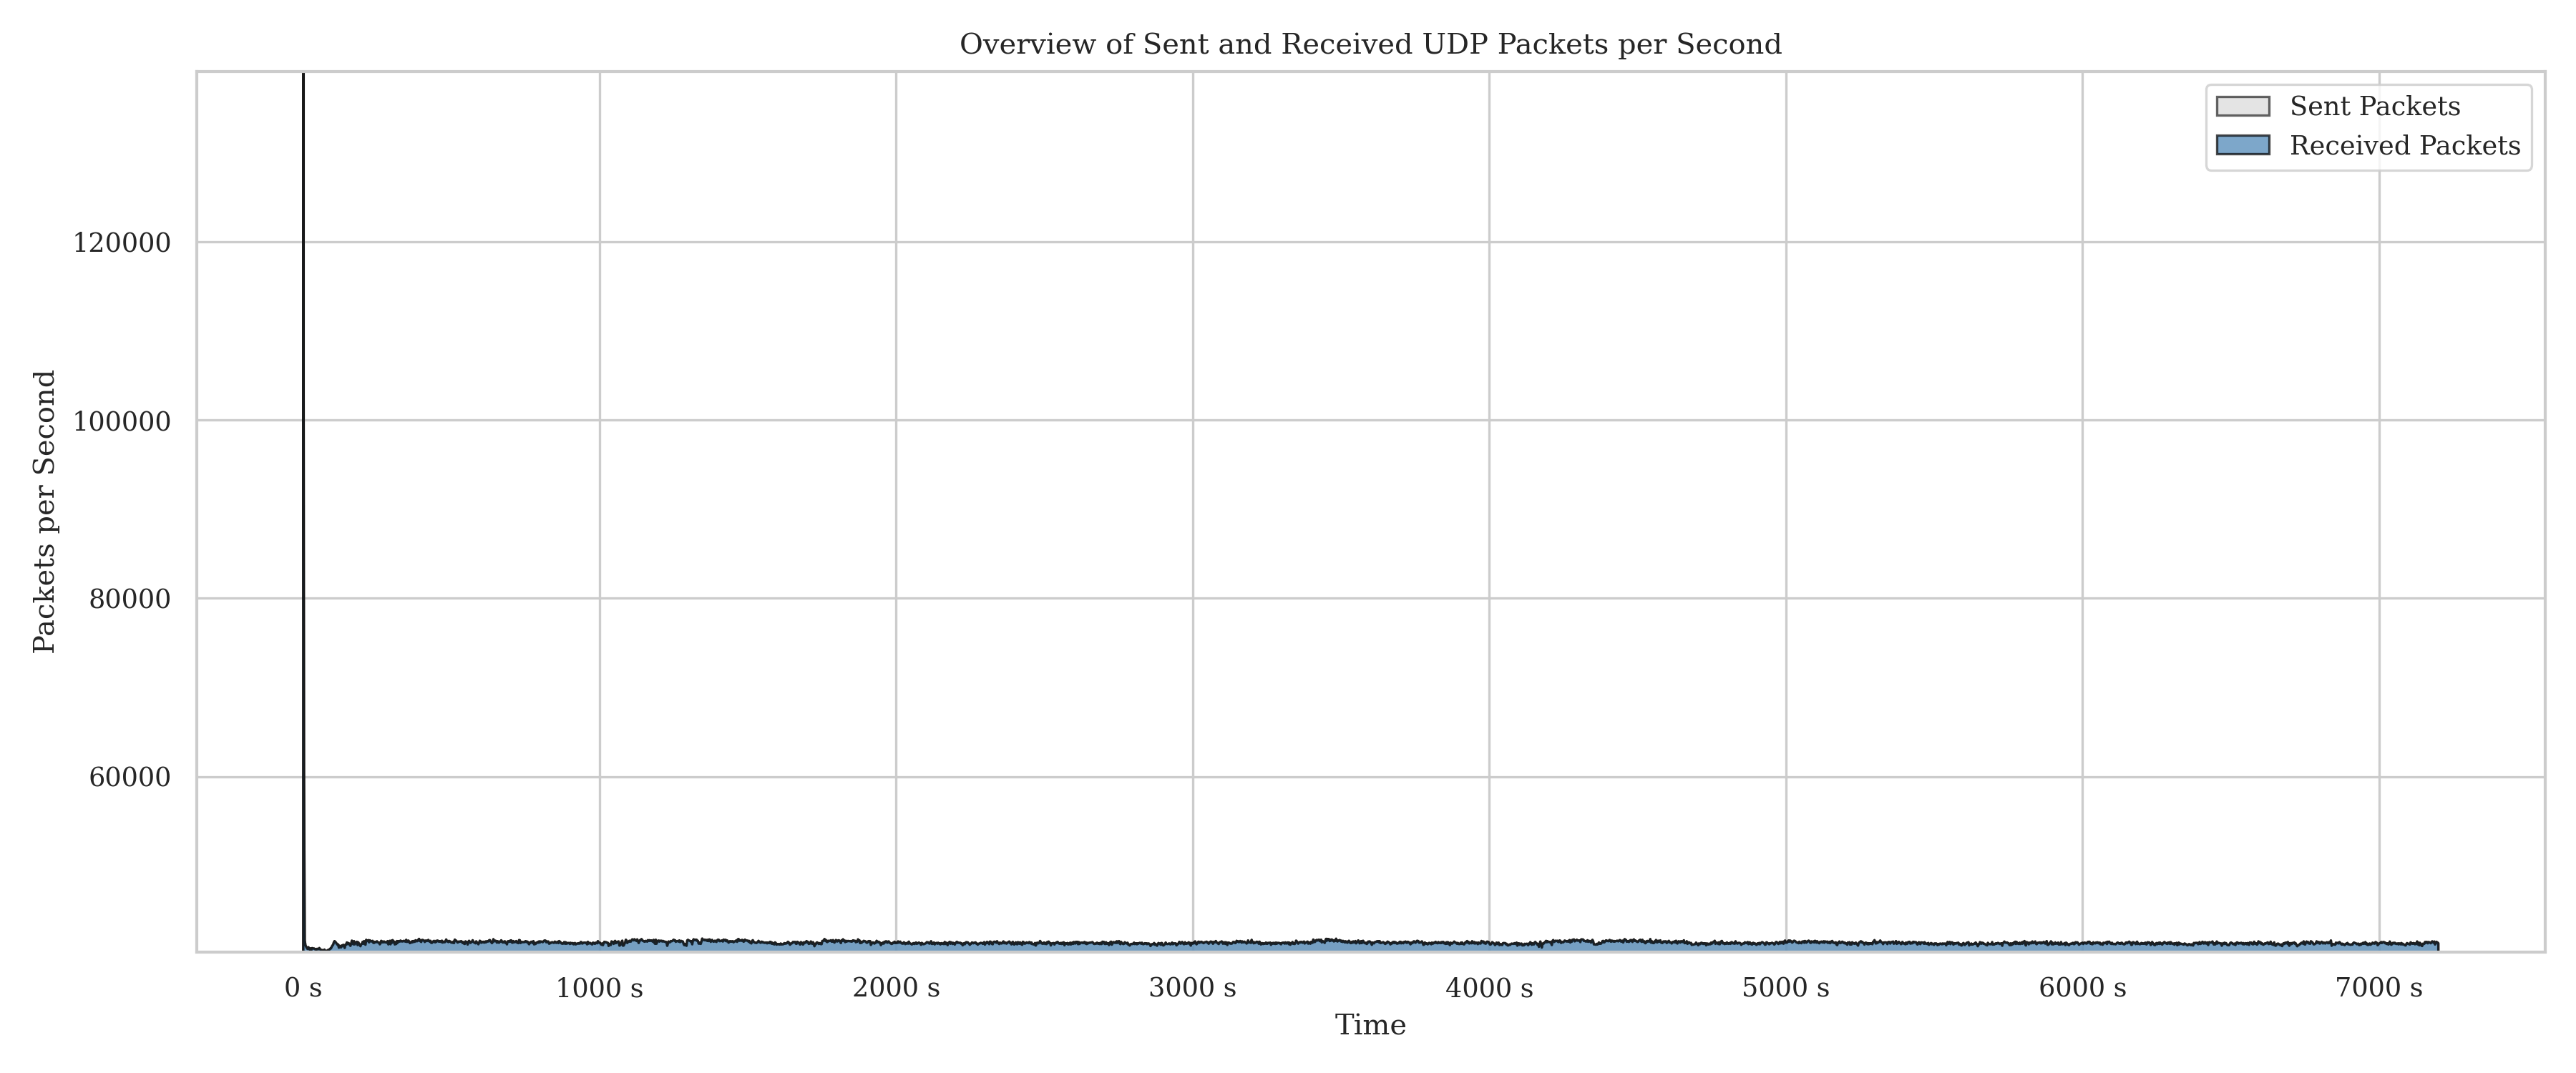 Overview of Sent and Received UDP Packets per Second
Sent Packets
Received Packets
Packets per Second
120000
100000
80000
60000
0 s
1000 s
2000 s
3000 s
4000 s
5000 s
6000 s
7000 s
Time